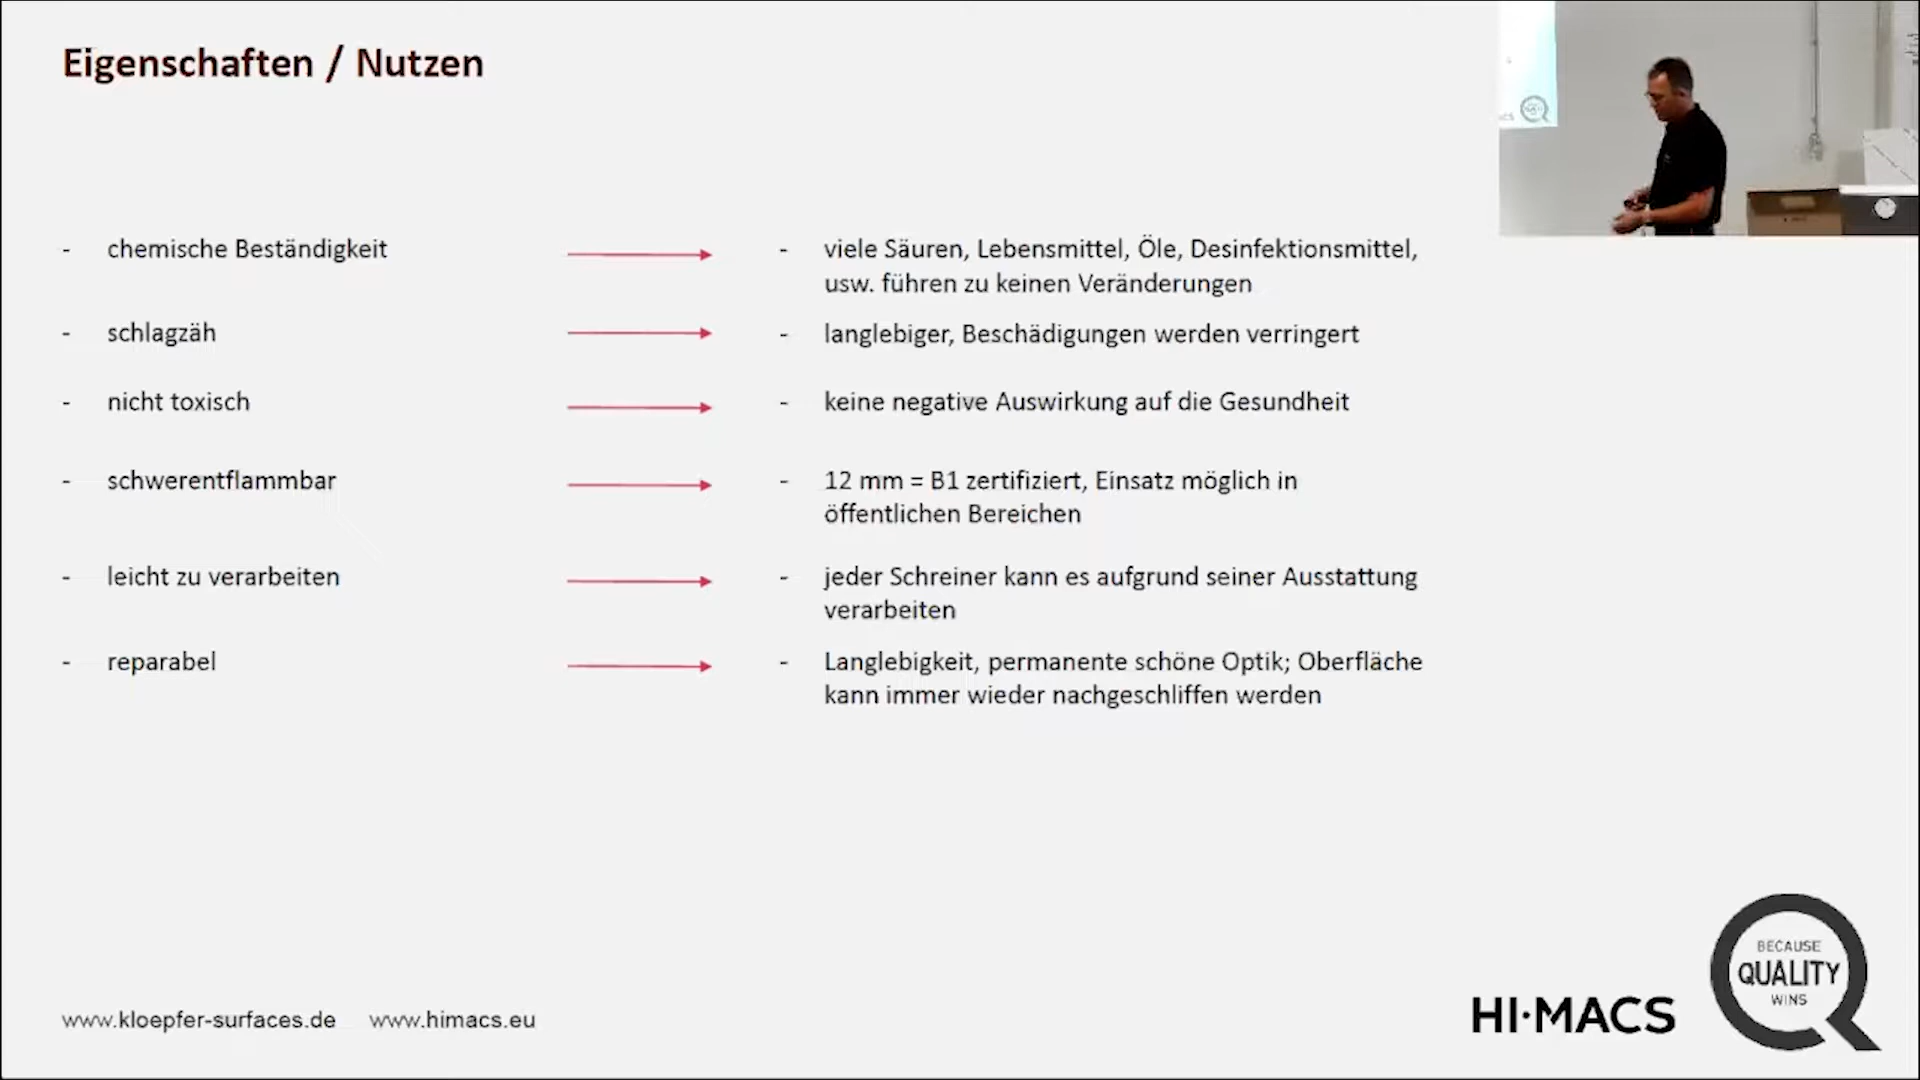 Eigenschaften / Nutzen
- chemische Beständigkeit
- viele Säuren, Lebensmittel, Öle, Desinfektionsmittel,
usw. führen zu keinen Veränderungen
- schlagzäh
- langlebiger, Beschädigungen werden verringert
- nicht toxisch
- keine negative Auswirkung auf die Gesundheit
- schwerentflammbar
- 12 mm = B1 zertifiziert, Einsatz möglich in
öffentlichen Bereichen
- leicht zu verarbeiten
- jeder Schreiner kann es aufgrund seiner Ausstattung
verarbeiten
- reparabel
- Langlebigkeit, permanente schöne Optik; Oberfläche
kann immer wieder nachgeschliffen werden
www.kloepfer-surfaces.de www.himacs.eu
HI·MACS
BECAUSE
QUALITY
WINS